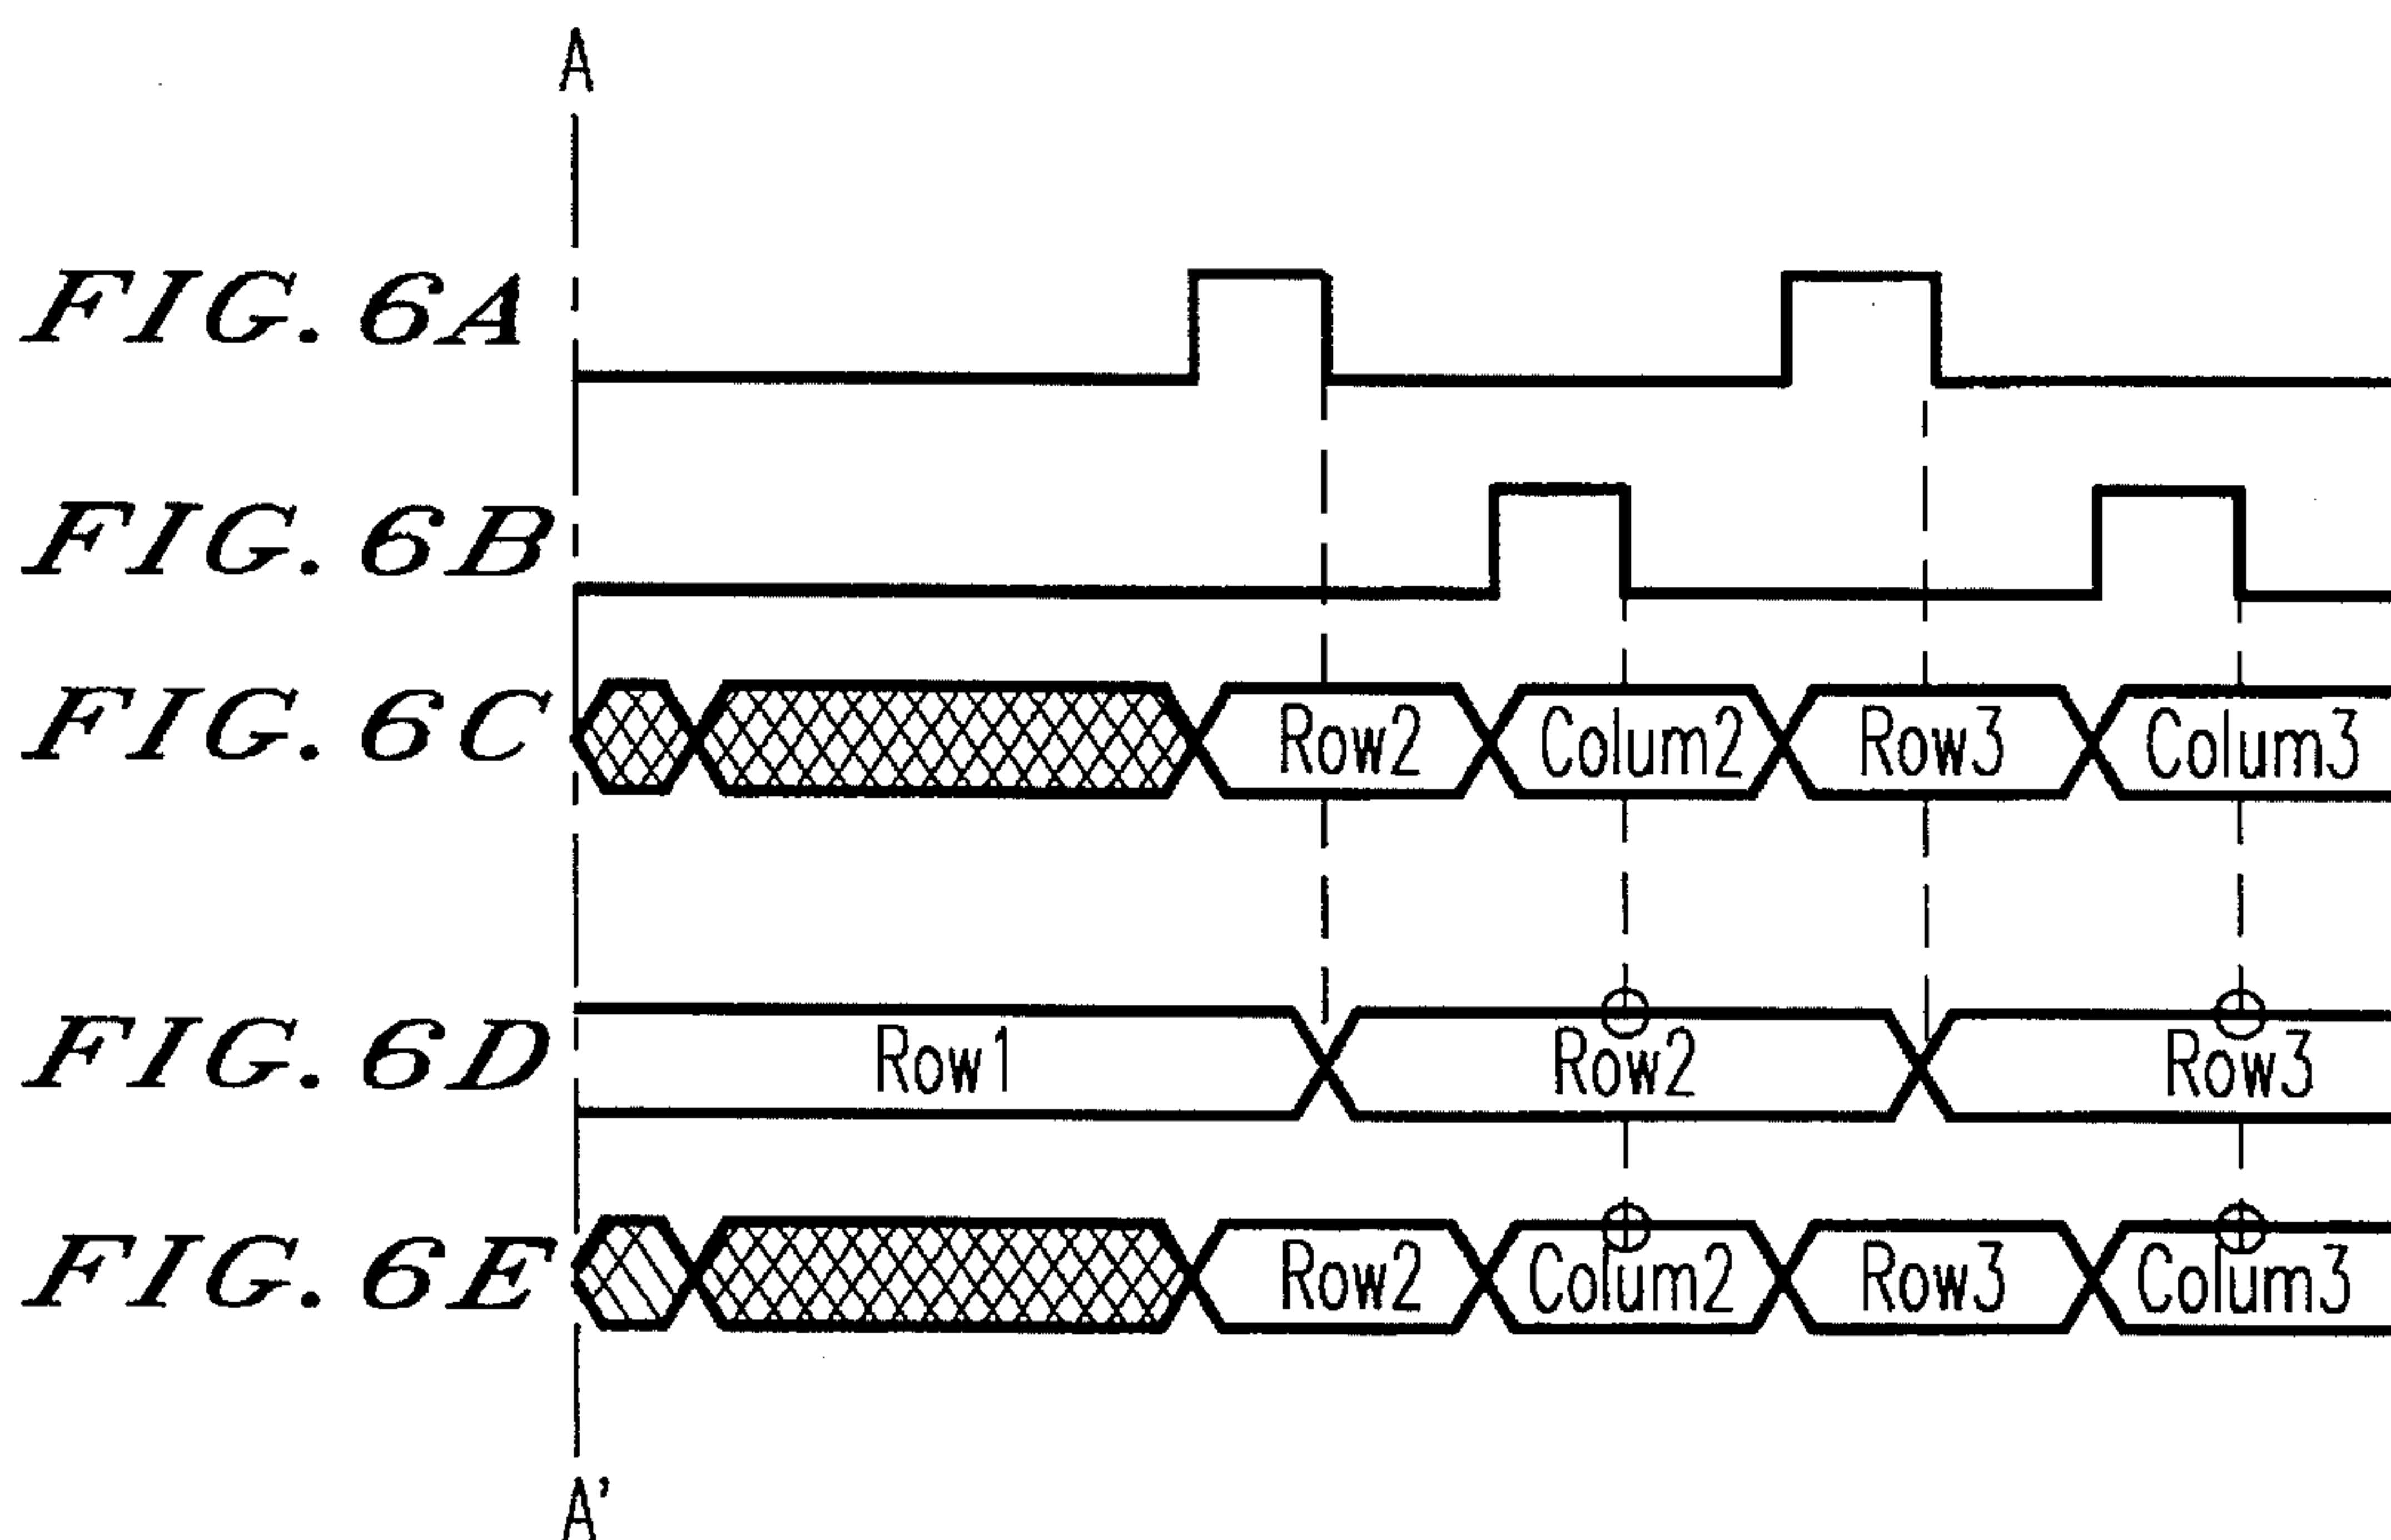 A
FIG. 6A
FIG. 6B
FIG. 6C
Row2 Colum2 Row3 Colum3
FIG. 6D
Row1 Row2 Row3
FIG. 6E
Row2 Colum2 Row3 Colum3
A'